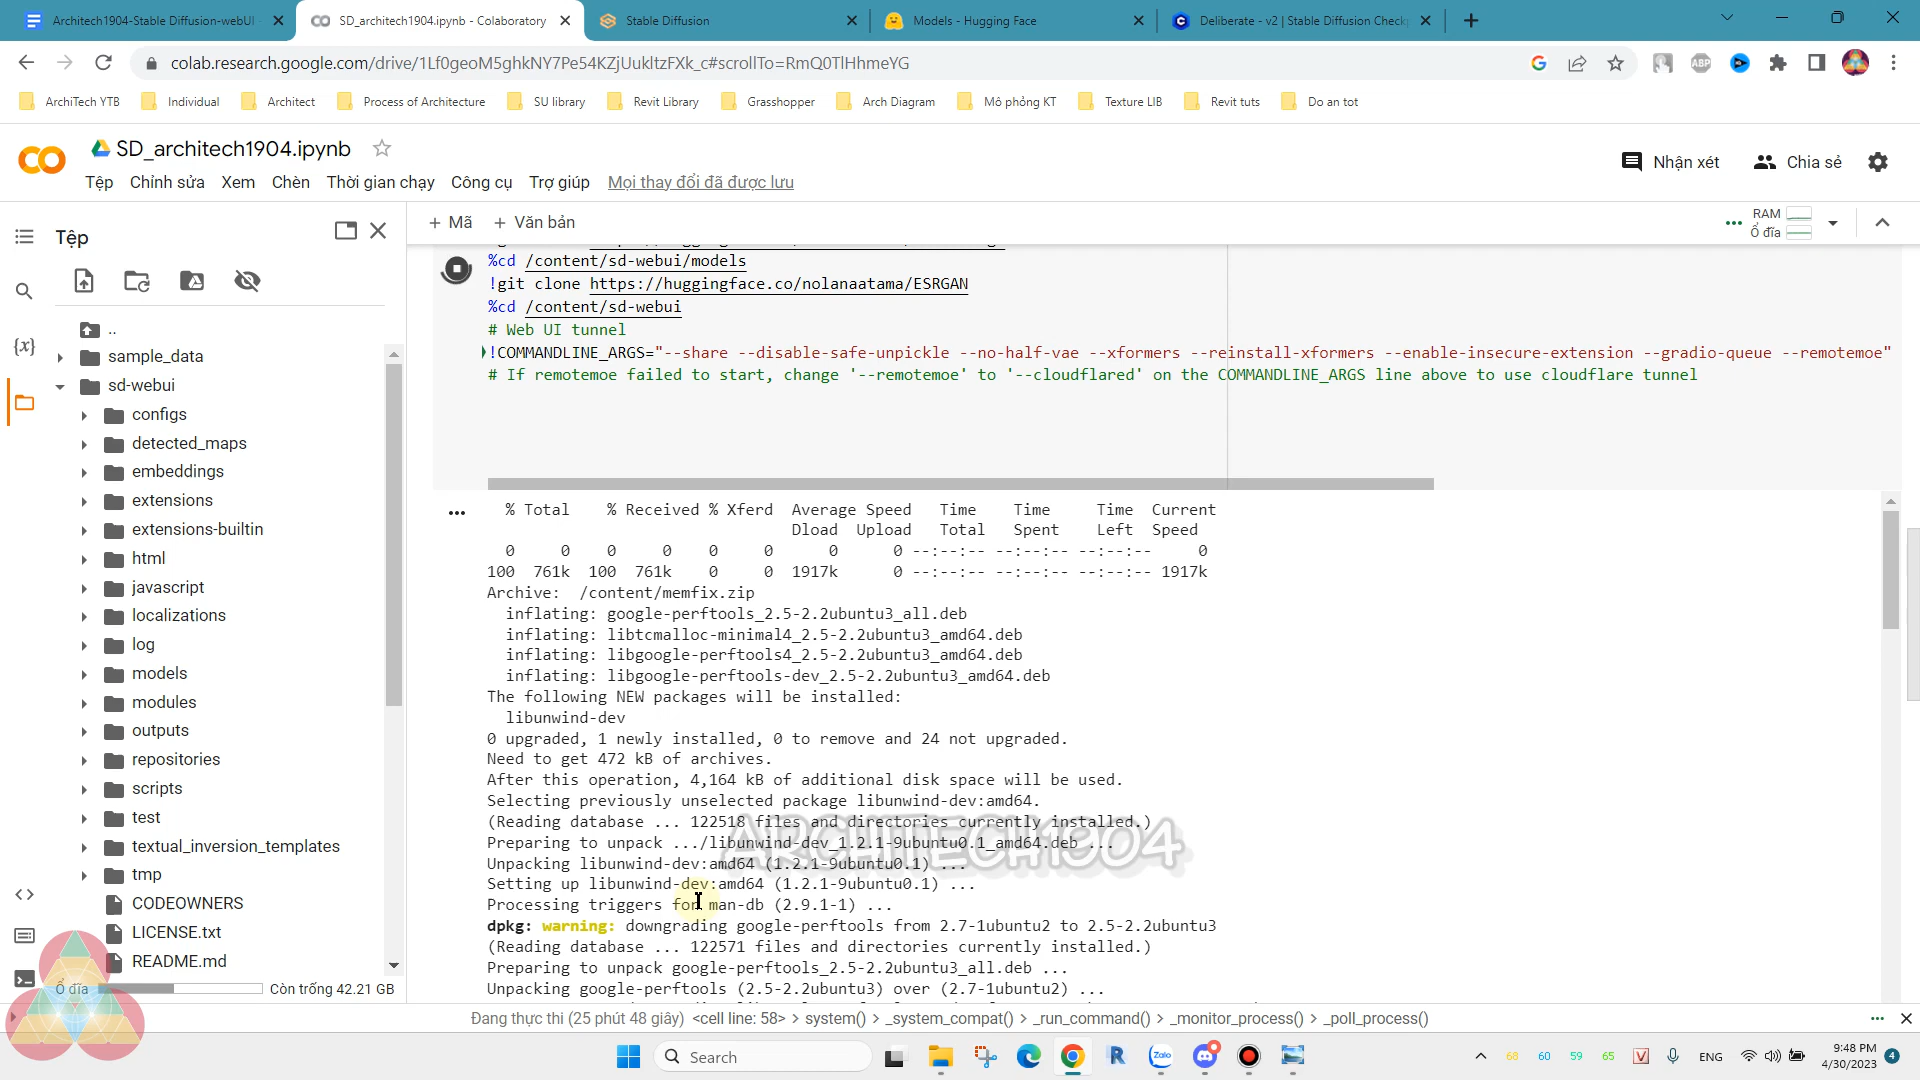 Architech1904-Stable Diffusion-webUI
SD_architech1904.ipynb - Colaboratory
Stable Diffusion
Models - Hugging Face
Deliberate - v2 | Stable Diffusion Check
colab.research.google.com/drive/1Lf0geoM5ghkNY7Pe54KZjUukltzFXk_c#scrollTo=RmQ0TlHhmeYG
ABP
ArchiTech YTB
Individual
Architect
Process of Architecture
SU library
Revit Library
Grasshopper
Arch Diagram
Mô phỏng KT
Texture LIB
Revit tuts
Do an tot
SD_architech1904.ipynb
Nhận xét
Chia sẻ
Tệp Chỉnh sửa Xem Chèn Thời gian chạy Công cụ Trợ giúp Mọi thay đổi đã được lưu
Tệp
+ Mã + Văn bản
RAM
Ổ đĩa
..
sample_data
sd-webui
configs
detected_maps
embeddings
extensions
extensions-builtin
html
javascript
localizations
log
models
modules
outputs
repositories
scripts
test
textual_inversion_templates
tmp
CODEOWNERS
LICENSE.txt
README.md
Ổ đĩa
Còn trống 42.21 GB
%cd /content/sd-webui/models
!git clone https://huggingface.co/nolanaatama/ESRGAN
%cd /content/sd-webui
# Web UI tunnel
!COMMANDLINE_ARGS="--share --disable-safe-unpickle --no-half-vae --xformers --reinstall-xformers --enable-insecure-extension --gradio-queue --remotemoe"
# If remotemoe failed to start, change '--remotemoe' to '--cloudflared' on the COMMANDLINE_ARGS line above to use cloudflare tunnel
% Total % Received % Xferd Average Speed Time Time Time Current
Dload Upload Total Spent Left Speed
0 0 0 0 0 0 0 0 --:--:-- --:--:-- --:--:-- 0
100 761k 100 761k 0 0 1917k 0 --:--:-- --:--:-- --:--:-- 1917k
Archive: /content/memfix.zip
inflating: google-perftools_2.5-2.2ubuntu3_all.deb
inflating: libtcmalloc-minimal4_2.5-2.2ubuntu3_amd64.deb
inflating: libgoogle-perftools4_2.5-2.2ubuntu3_amd64.deb
inflating: libgoogle-perftools-dev_2.5-2.2ubuntu3_amd64.deb
The following NEW packages will be installed:
libunwind-dev
0 upgraded, 1 newly installed, 0 to remove and 24 not upgraded.
Need to get 472 kB of archives.
After this operation, 4,164 kB of additional disk space will be used.
Selecting previously unselected package libunwind-dev:amd64.
(Reading database ... 122518 files and directories currently installed.)
Preparing to unpack .../libunwind-dev_1.2.1-9ubuntu0.1_amd64.deb ...
Unpacking libunwind-dev:amd64 (1.2.1-9ubuntu0.1) ...
Setting up libunwind-dev:amd64 (1.2.1-9ubuntu0.1) ...
Processing triggers for man-db (2.9.1-1) ...
dpkg: warning: downgrading google-perftools from 2.7-1ubuntu2 to 2.5-2.2ubuntu3
(Reading database ... 122571 files and directories currently installed.)
Preparing to unpack google-perftools_2.5-2.2ubuntu3_all.deb ...
Unpacking google-perftools (2.5-2.2ubuntu3) over (2.7-1ubuntu2) ...
ARCHITECH1904
Đang thực thi (25 phút 48 giây) <cell line: 58> > system() > _system_compat() > _run_command() > _monitor_process() > _poll_process()
Search
Zalo
68 60 59 65
ENG
9:48 PM
4/30/2023
4